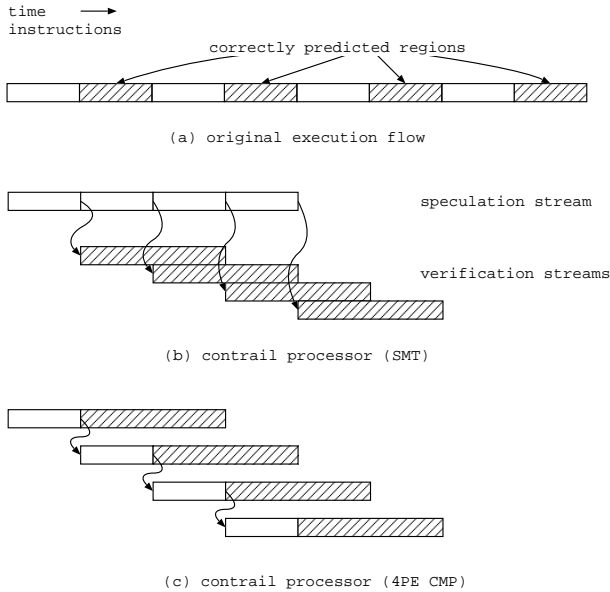 time
instructions
correctly predicted regions
(a) original execution flow
speculation stream
verification streams
(b) contrail processor (SMT)
(c) contrail processor (4PE CMP)